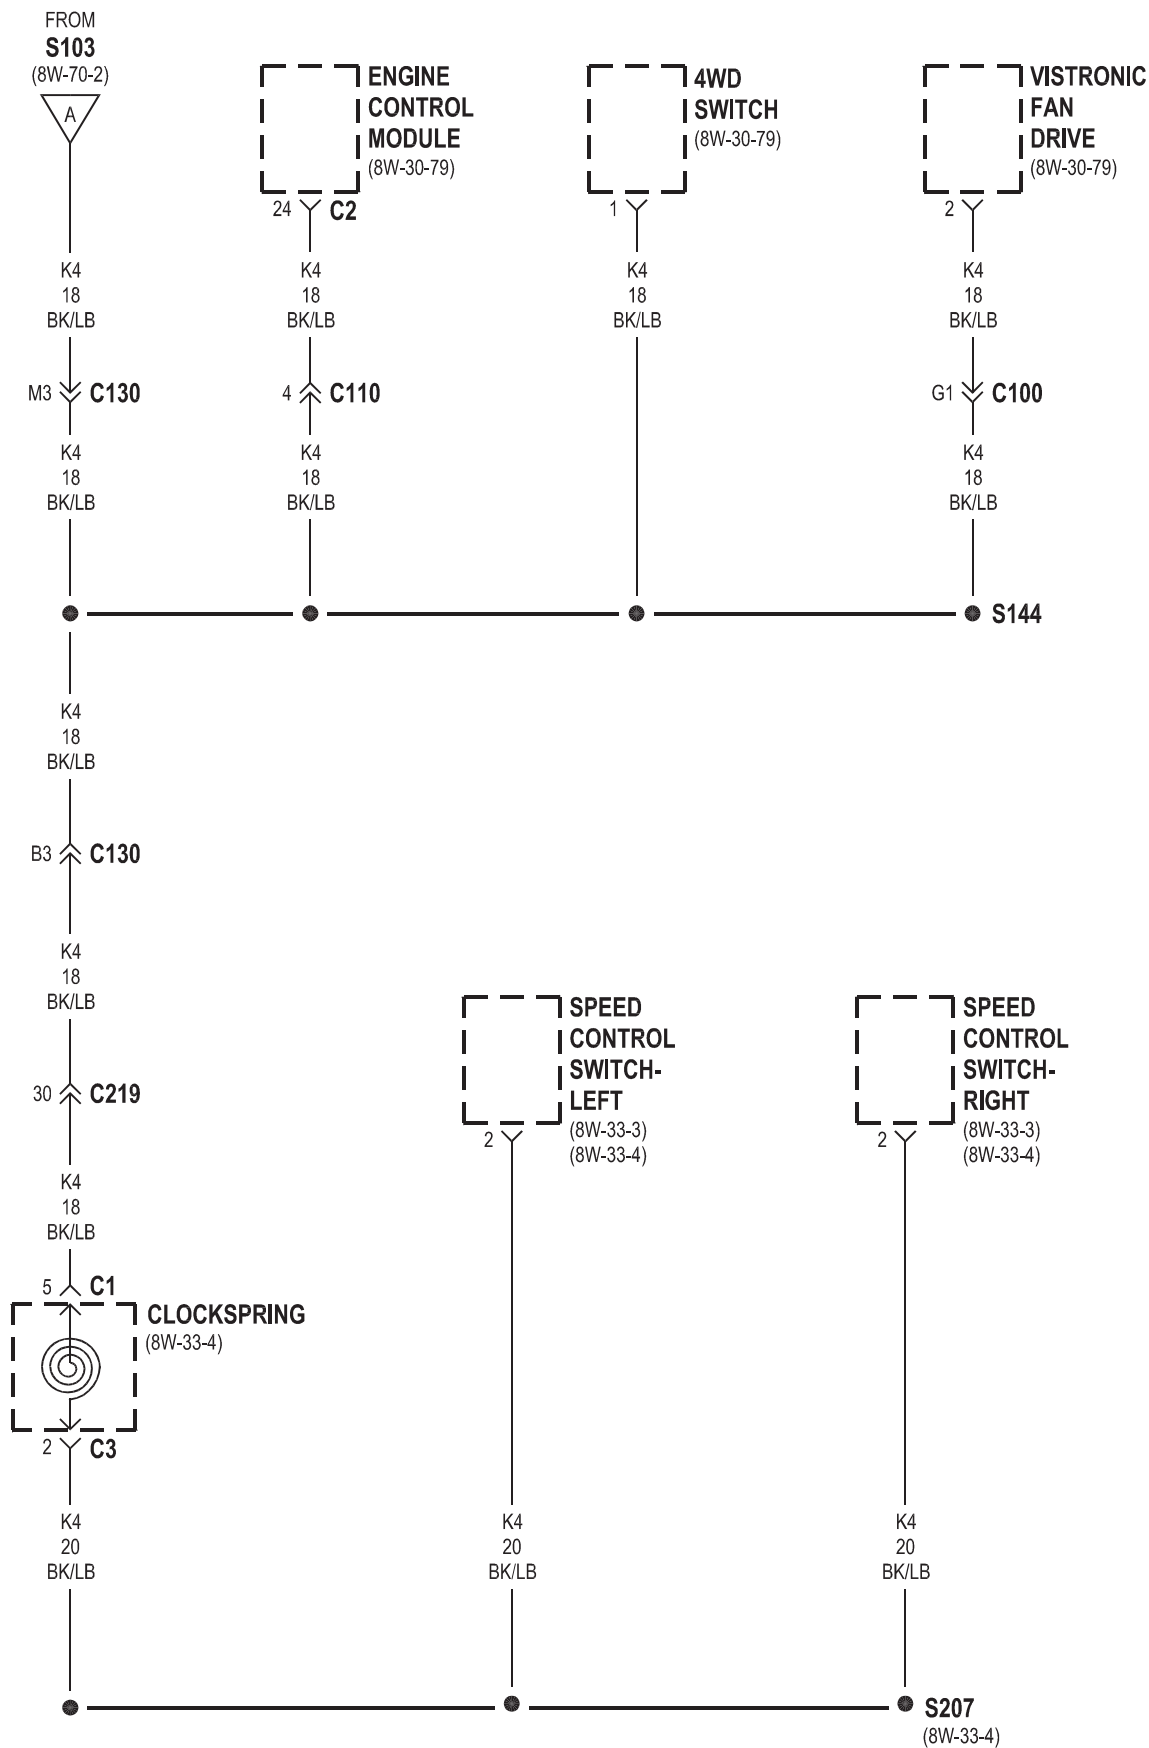 FROM
S103
(8W-70-2)
A
ENGINE
CONTROL
MODULE
(8W-30-79)
4WD
SWITCH
(8W-30-79)
VISTRONIC
FAN
DRIVE
(8W-30-79)
24 C2
1
2
K4
18
BK/LB
K4
18
BK/LB
K4
18
BK/LB
K4
18
BK/LB
M3 C130
4 C110
G1 C100
K4
18
BK/LB
K4
18
BK/LB
K4
18
BK/LB
S144
K4
18
BK/LB
B3 C130
K4
18
BK/LB
30 C219
K4
18
BK/LB
SPEED
CONTROL
SWITCH-
LEFT
(8W-33-3)
(8W-33-4)
2
SPEED
CONTROL
SWITCH-
RIGHT
(8W-33-3)
(8W-33-4)
2
5 C1
CLOCKSPRING
(8W-33-4)
2 C3
K4
20
BK/LB
K4
20
BK/LB
K4
20
BK/LB
S207
(8W-33-4)